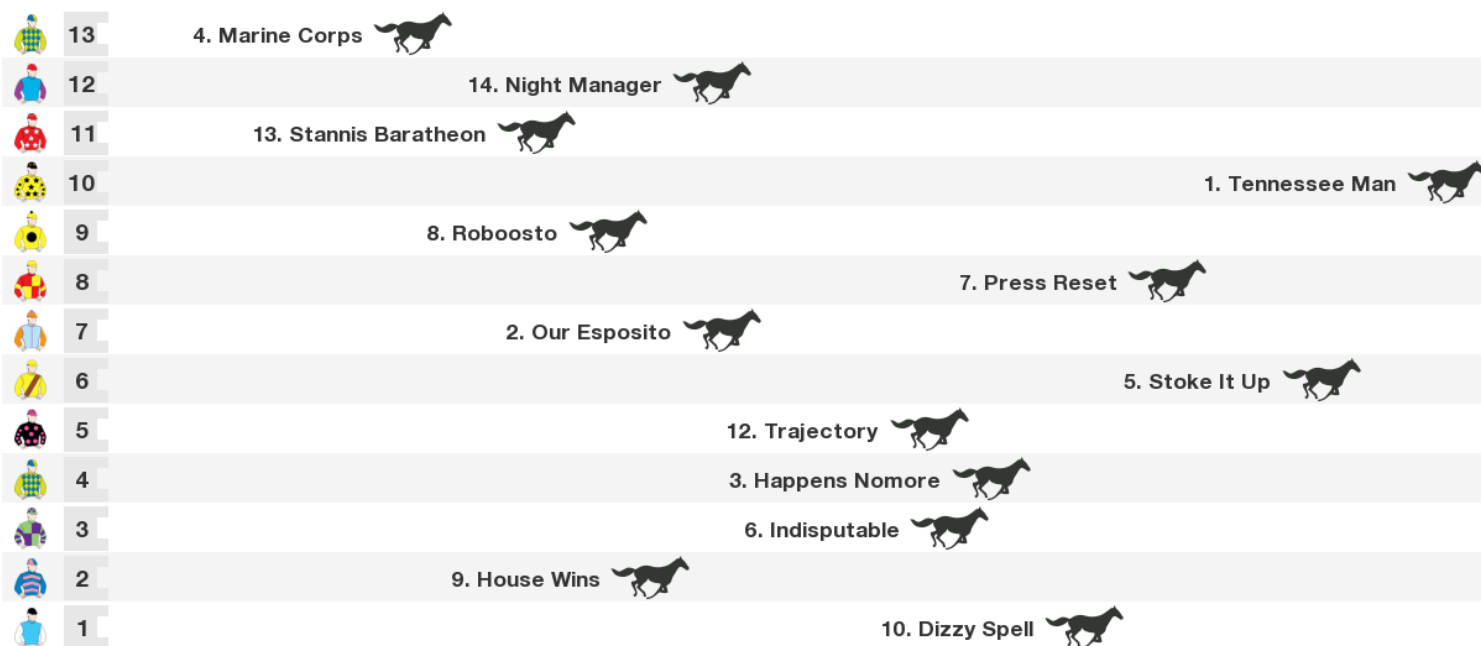 13 4. Marine Corps
12 14. Night Manager
11 13. Stannis Baratheon
10 1. Tennessee Man
9 8. Roboosto
8 7. Press Reset
7 2. Our Esposito
6 5. Stoke It Up
5 12. Trajectory
4 3. Happens Nomore
3 6. Indisputable
2 9. House Wins
1 10. Dizzy Spell